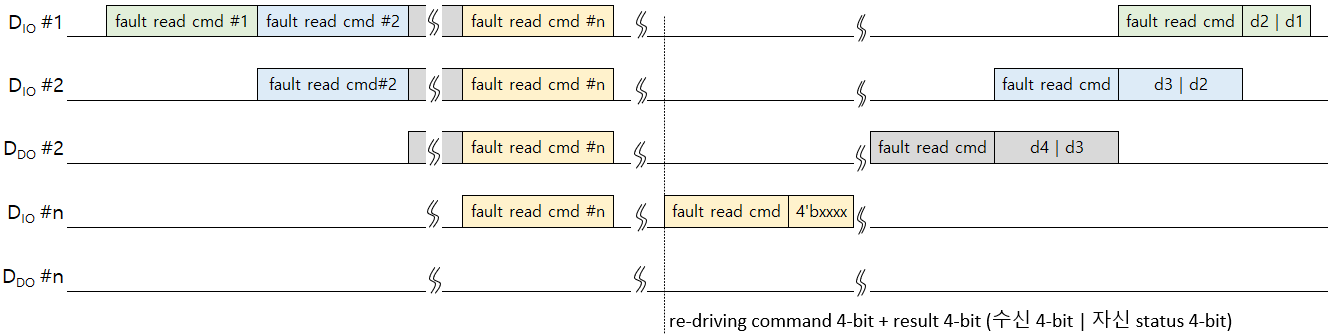 DIO #1 fault read cmd #1 fault read cmd #2 fault read cmd #n fault read cmd d2 | d1
DIO #2 fault read cmd#2 fault read cmd #n fault read cmd d3 | d2
DDO #2 fault read cmd #n fault read cmd d4 | d3
DIO #n fault read cmd #n fault read cmd 4'bxxxx
DDO #n
re-driving command 4-bit + result 4-bit (수신 4-bit | 자신 status 4-bit)